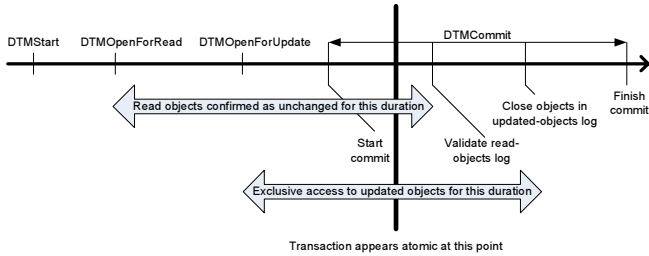 DTMStart
DTMOpenForRead
DTMOpenForUpdate
DTMCommit
Read objects confirmed as unchanged for this duration
Start
commit
Validate read-
objects log
Close objects in
updated-objects log
Finish
commit
Exclusive access to updated objects for this duration
Transaction appears atomic at this point